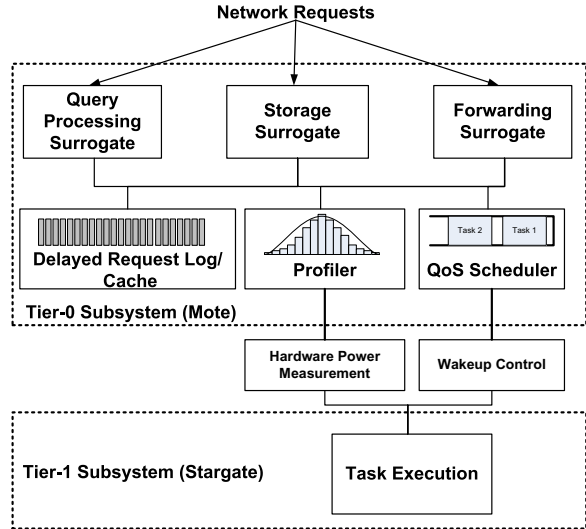 Network Requests
Query
Processing
Surrogate
Storage
Surrogate
Forwarding
Surrogate
Delayed Request Log/
Cache
Profiler
Task 2
Task 1
QoS Scheduler
Tier-0 Subsystem (Mote)
Hardware Power
Measurement
Wakeup Control
Tier-1 Subsystem (Stargate)
Task Execution